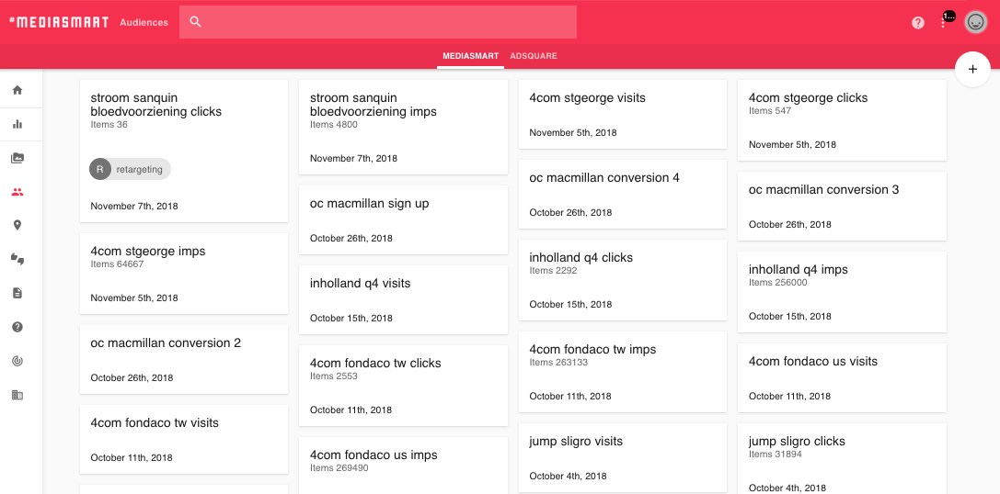 #MEDIASMART
Audiences
1...
MEDIASMART
ADSQUARE
+
stroom sanquin
bloedvoorziening clicks
Items 36
R retargeting
November 7th, 2018
stroom sanquin
bloedvoorziening imps
Items 4800
November 7th, 2018
4com stgeorge visits
November 5th, 2018
4com stgeorge clicks
Items 547
November 5th, 2018
4com stgeorge imps
Items 64667
November 5th, 2018
oc macmillan sign up
October 26th, 2018
oc macmillan conversion 4
October 26th, 2018
oc macmillan conversion 3
October 26th, 2018
oc macmillan conversion 2
October 26th, 2018
inholland q4 visits
October 15th, 2018
inholland q4 clicks
Items 2292
October 15th, 2018
inholland q4 imps
Items 256000
October 15th, 2018
4com fondaco tw visits
October 11th, 2018
4com fondaco tw clicks
Items 2553
October 11th, 2018
4com fondaco tw imps
Items 263133
October 11th, 2018
4com fondaco us visits
October 11th, 2018
4com fondaco us imps
Items 269490
jump sligro visits
October 4th, 2018
jump sligro clicks
Items 31894
October 4th, 2018